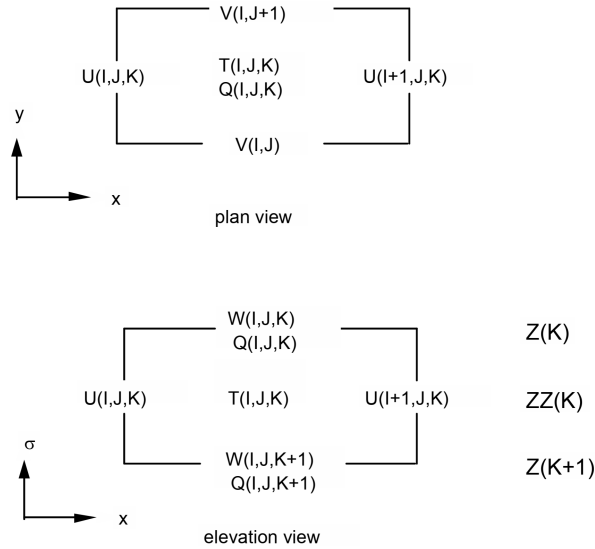 V(I,J+1)
U(I,J,K)
T(I,J,K)
Q(I,J,K)
U(I+1,J,K)
V(I,J)
y
x
plan view
W(I,J,K)
Q(I,J,K)
Z(K)
U(I,J,K)
T(I,J,K)
U(I+1,J,K)
ZZ(K)
W(I,J,K+1)
Q(I,J,K+1)
Z(K+1)
σ
x
elevation view